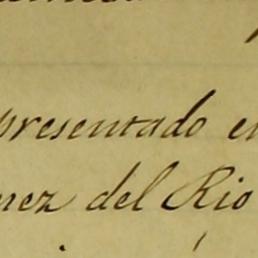 presentado en
nez del Rio